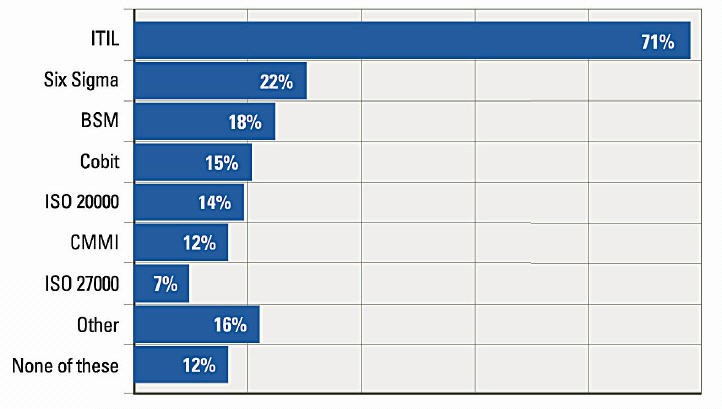 ITIL 71%
Six Sigma 22%
BSM 18%
Cobit 15%
ISO 20000 14%
CMMI 12%
ISO 27000 7%
Other 16%
None of these 12%